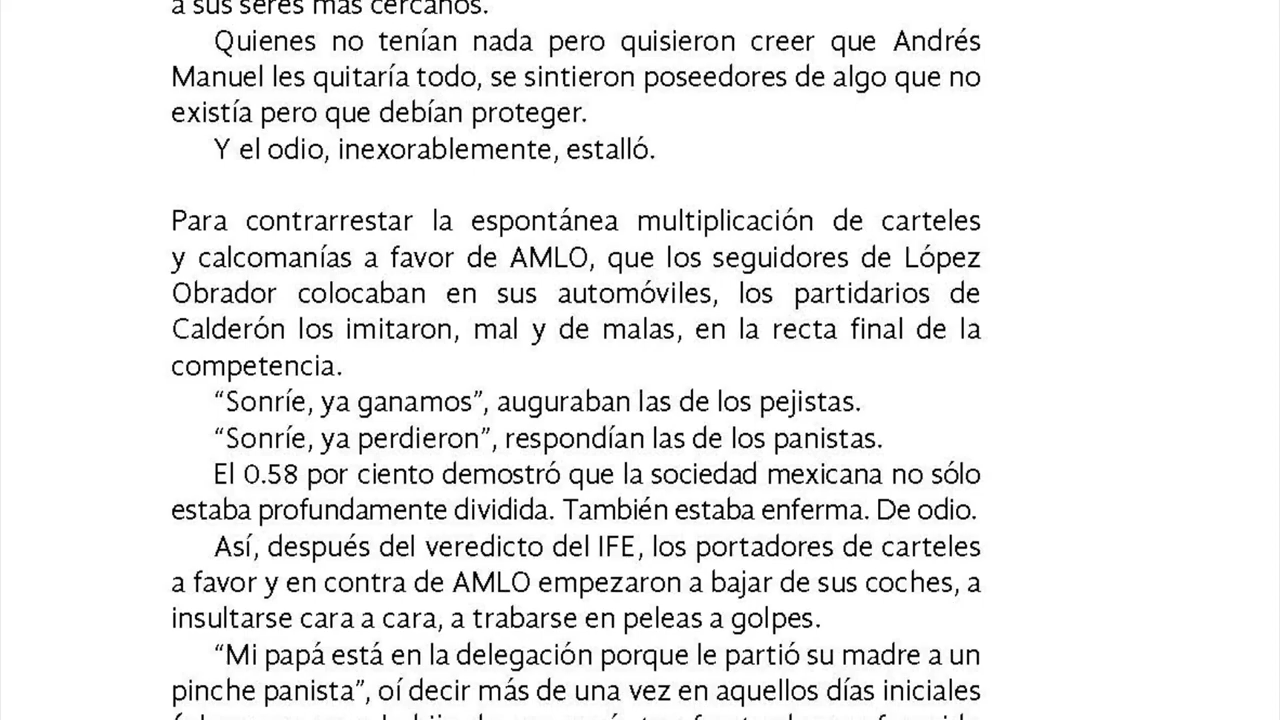 a sus seres más cercanos.
Quienes no tenían nada pero quisieron creer que Andrés
Manuel les quitaría todo, se sintieron poseedores de algo que no
existía pero que debían proteger.
Y el odio, inexorablemente, estalló.
Para contrarrestar la espontánea multiplicación de carteles
y calcomanías a favor de AMLO, que los seguidores de López
Obrador colocaban en sus automóviles, los partidarios de
Calderón los imitaron, mal y de malas, en la recta final de la
competencia.
“Sonríe, ya ganamos”, auguraban las de los pejistas.
“Sonríe, ya perdieron”, respondían las de los panistas.
El 0.58 por ciento demostró que la sociedad mexicana no sólo
estaba profundamente dividida. También estaba enferma. De odio.
Así, después del veredicto del IFE, los portadores de carteles
a favor y en contra de AMLO empezaron a bajar de sus coches, a
insultarse cara a cara, a trabarse en peleas a golpes.
“Mi papá está en la delegación porque le partió su madre a un
pinche panista”, oí decir más de una vez en aquellos días iniciales